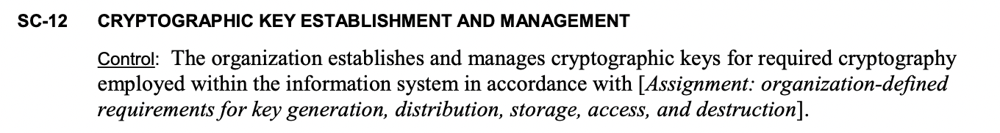 SC-12 CRYPTOGRAPHIC KEY ESTABLISHMENT AND MANAGEMENT
Control: The organization establishes and manages cryptographic keys for required cryptography
employed within the information system in accordance with [Assignment: organization-defined
requirements for key generation, distribution, storage, access, and destruction].